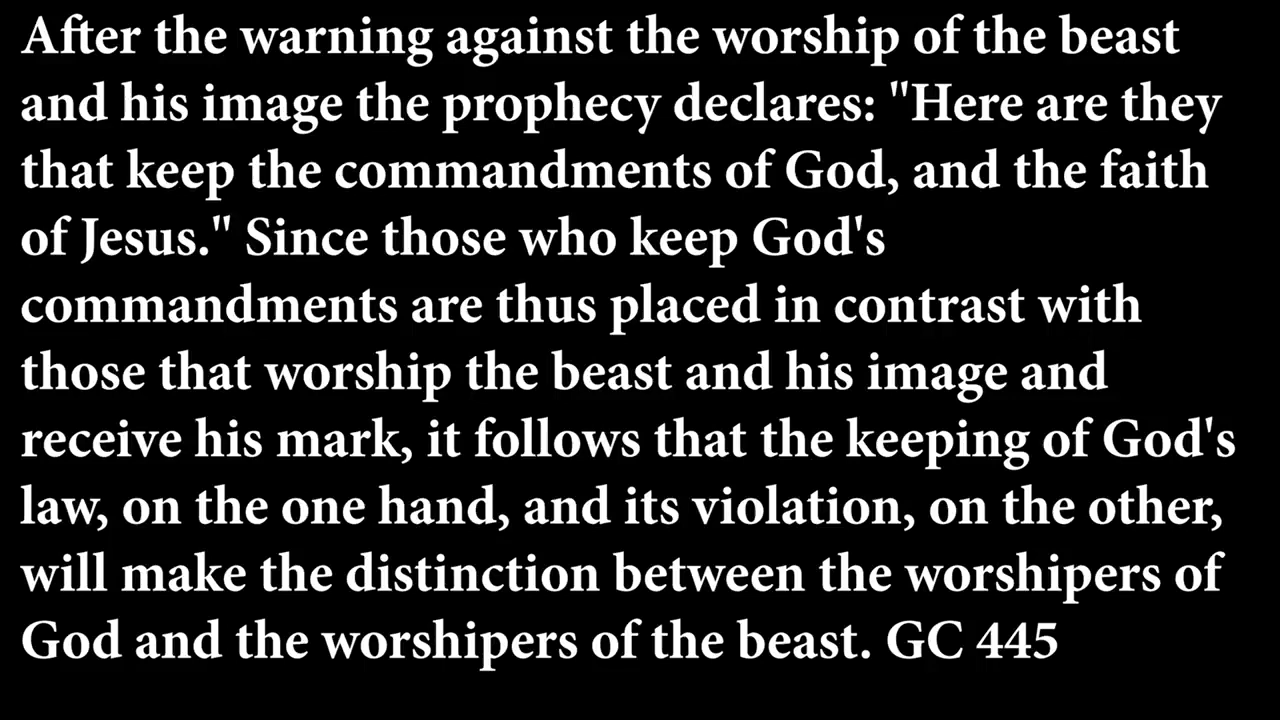 After the warning against the worship of the beast
and his image the prophecy declares: "Here are they
that keep the commandments of God, and the faith
of Jesus." Since those who keep God's
commandments are thus placed in contrast with
those that worship the beast and his image and
receive his mark, it follows that the keeping of God's
law, on the one hand, and its violation, on the other,
will make the distinction between the worshipers of
God and the worshipers of the beast. GC 445